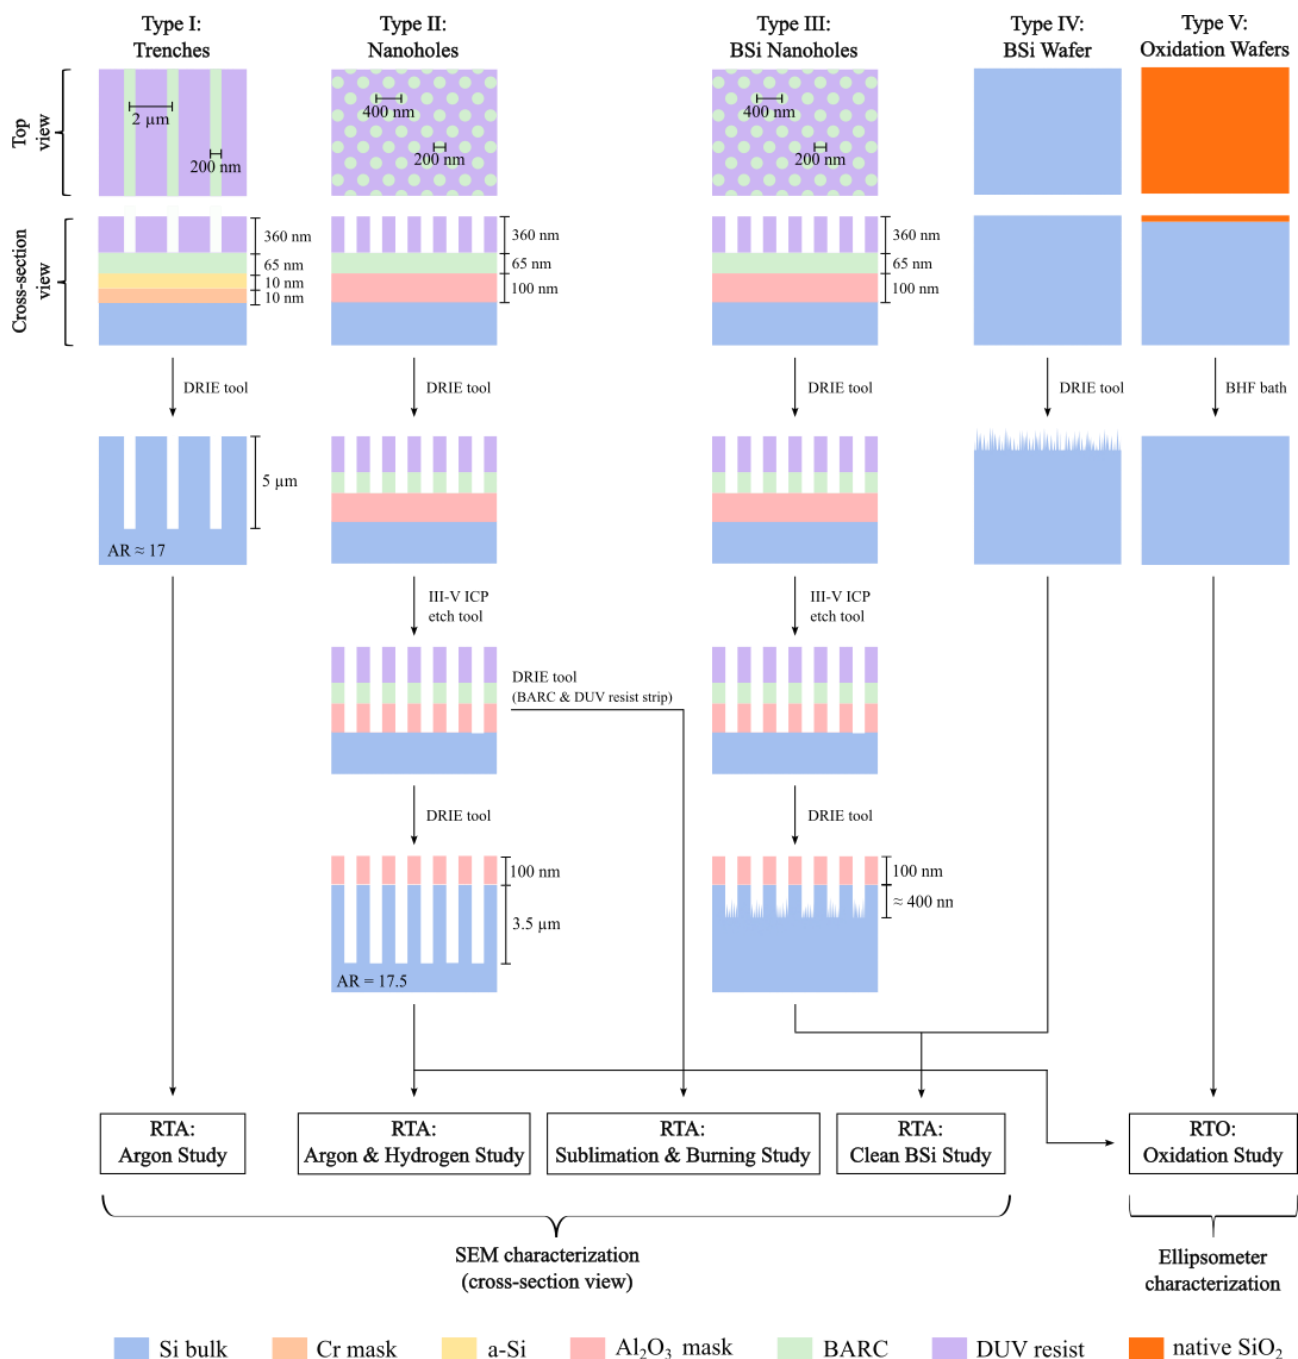 Type I:
Trenches
Type II:
Nanoholes
Type III:
BSi Nanoholes
Type IV:
BSi Wafer
Type V:
Oxidation Wafers
Top
view
2 µm
200 nm
400 nm
200 nm
400 nm
200 nm
Cross-section
view
360 nm
65 nm
10 nm
10 nm
360 nm
65 nm
100 nm
360 nm
65 nm
100 nm
DRIE tool
DRIE tool
DRIE tool
DRIE tool
BHF bath
5 µm
AR ≈ 17
III-V ICP
etch tool
III-V ICP
etch tool
DRIE tool
(BARC & DUV resist strip)
DRIE tool
DRIE tool
100 nm
3.5 µm
AR = 17.5
100 nm
≈ 400 nm
RTA:
Argon Study
RTA:
Argon & Hydrogen Study
RTA:
Sublimation & Burning Study
RTA:
Clean BSi Study
RTO:
Oxidation Study
SEM characterization
(cross-section view)
Ellipsometer
characterization
Si bulk
Cr mask
a-Si
Al₂O₃ mask
BARC
DUV resist
native SiO₂